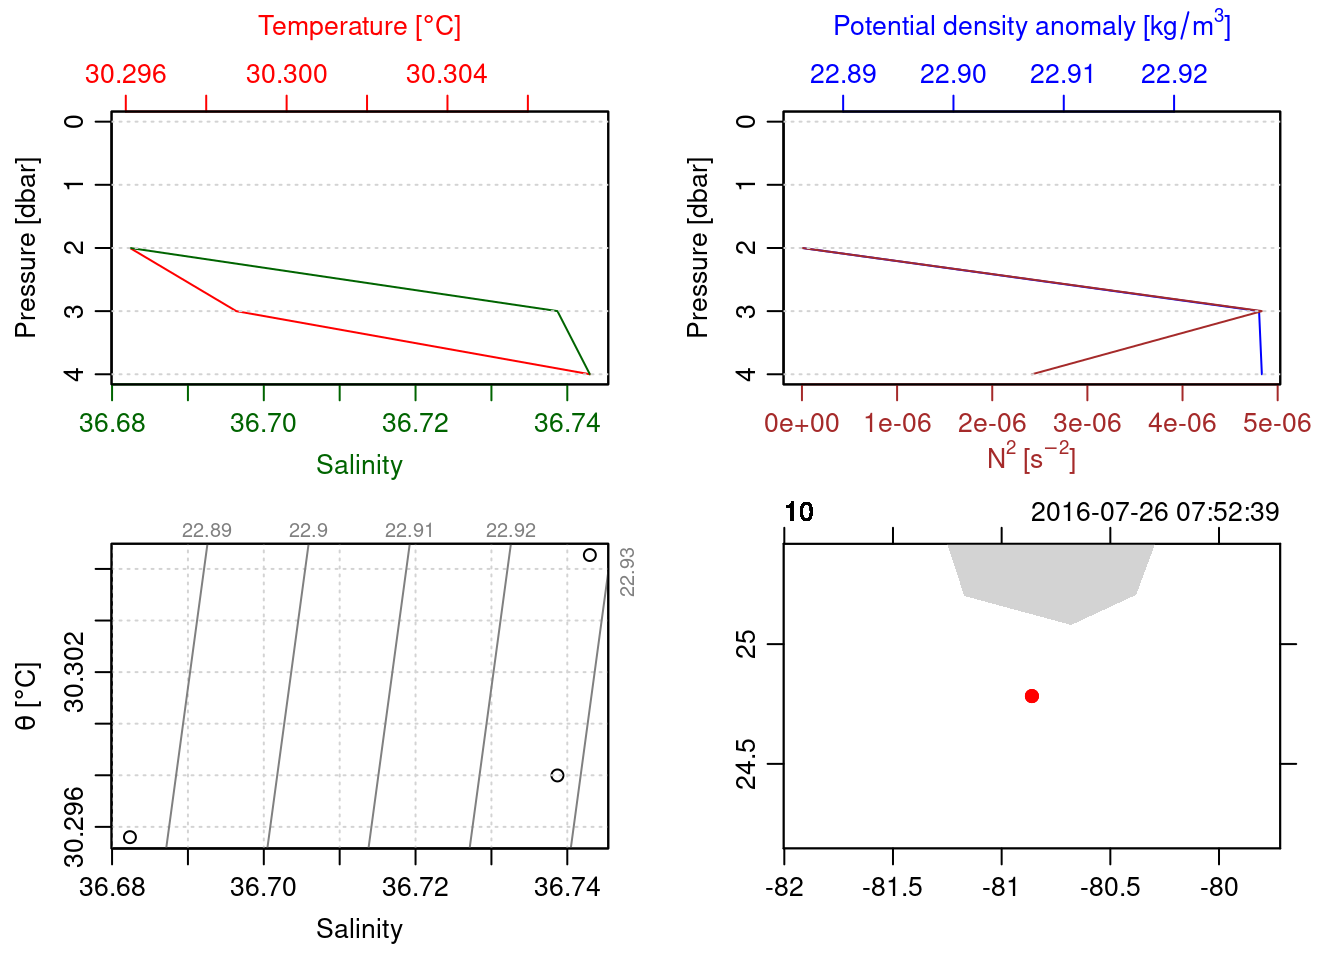 Temperature [°C]
30.296 30.300 30.304
Pressure [dbar]
0 1 2 3 4
36.68 36.70 36.72 36.74
Salinity
Potential density anomaly [kg/m³]
22.89 22.90 22.91 22.92
Pressure [dbar]
0 1 2 3 4
0e+00 1e-06 2e-06 3e-06 4e-06 5e-06
N² [s⁻²]
22.89 22.9 22.91 22.92
22.93
θ [°C]
30.302
30.296
36.68 36.70 36.72 36.74
Salinity
10 2016-07-26 07:52:39
25
24.5
-82 -81.5 -81 -80.5 -80